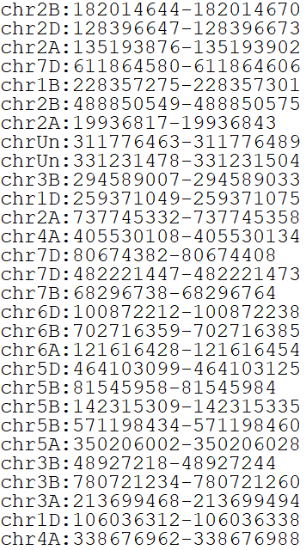 chr2B:182014644-182014670
chr2D:128396647-128396673
chr2A:135193876-135193902
chr7D:611864580-611864606
chr1B:228357275-228357301
chr2B:488850549-488850575
chr2A:19936817-19936843
chrUn:311776463-311776489
chrUn:331231478-331231504
chr3B:294589007-294589033
chr1D:259371049-259371075
chr2A:737745332-737745358
chr4A:405530108-405530134
chr7D:80674382-80674408
chr7D:482221447-482221473
chr7B:68296738-68296764
chr6D:100872212-100872238
chr6B:702716359-702716385
chr6A:121616428-121616454
chr5D:464103099-464103125
chr5B:81545958-81545984
chr5B:142315309-142315335
chr5B:571198434-571198460
chr5A:350206002-350206028
chr3B:48927218-48927244
chr3B:780721234-780721260
chr3A:213699468-213699494
chr1D:106036312-106036338
chr4A:338676962-338676988